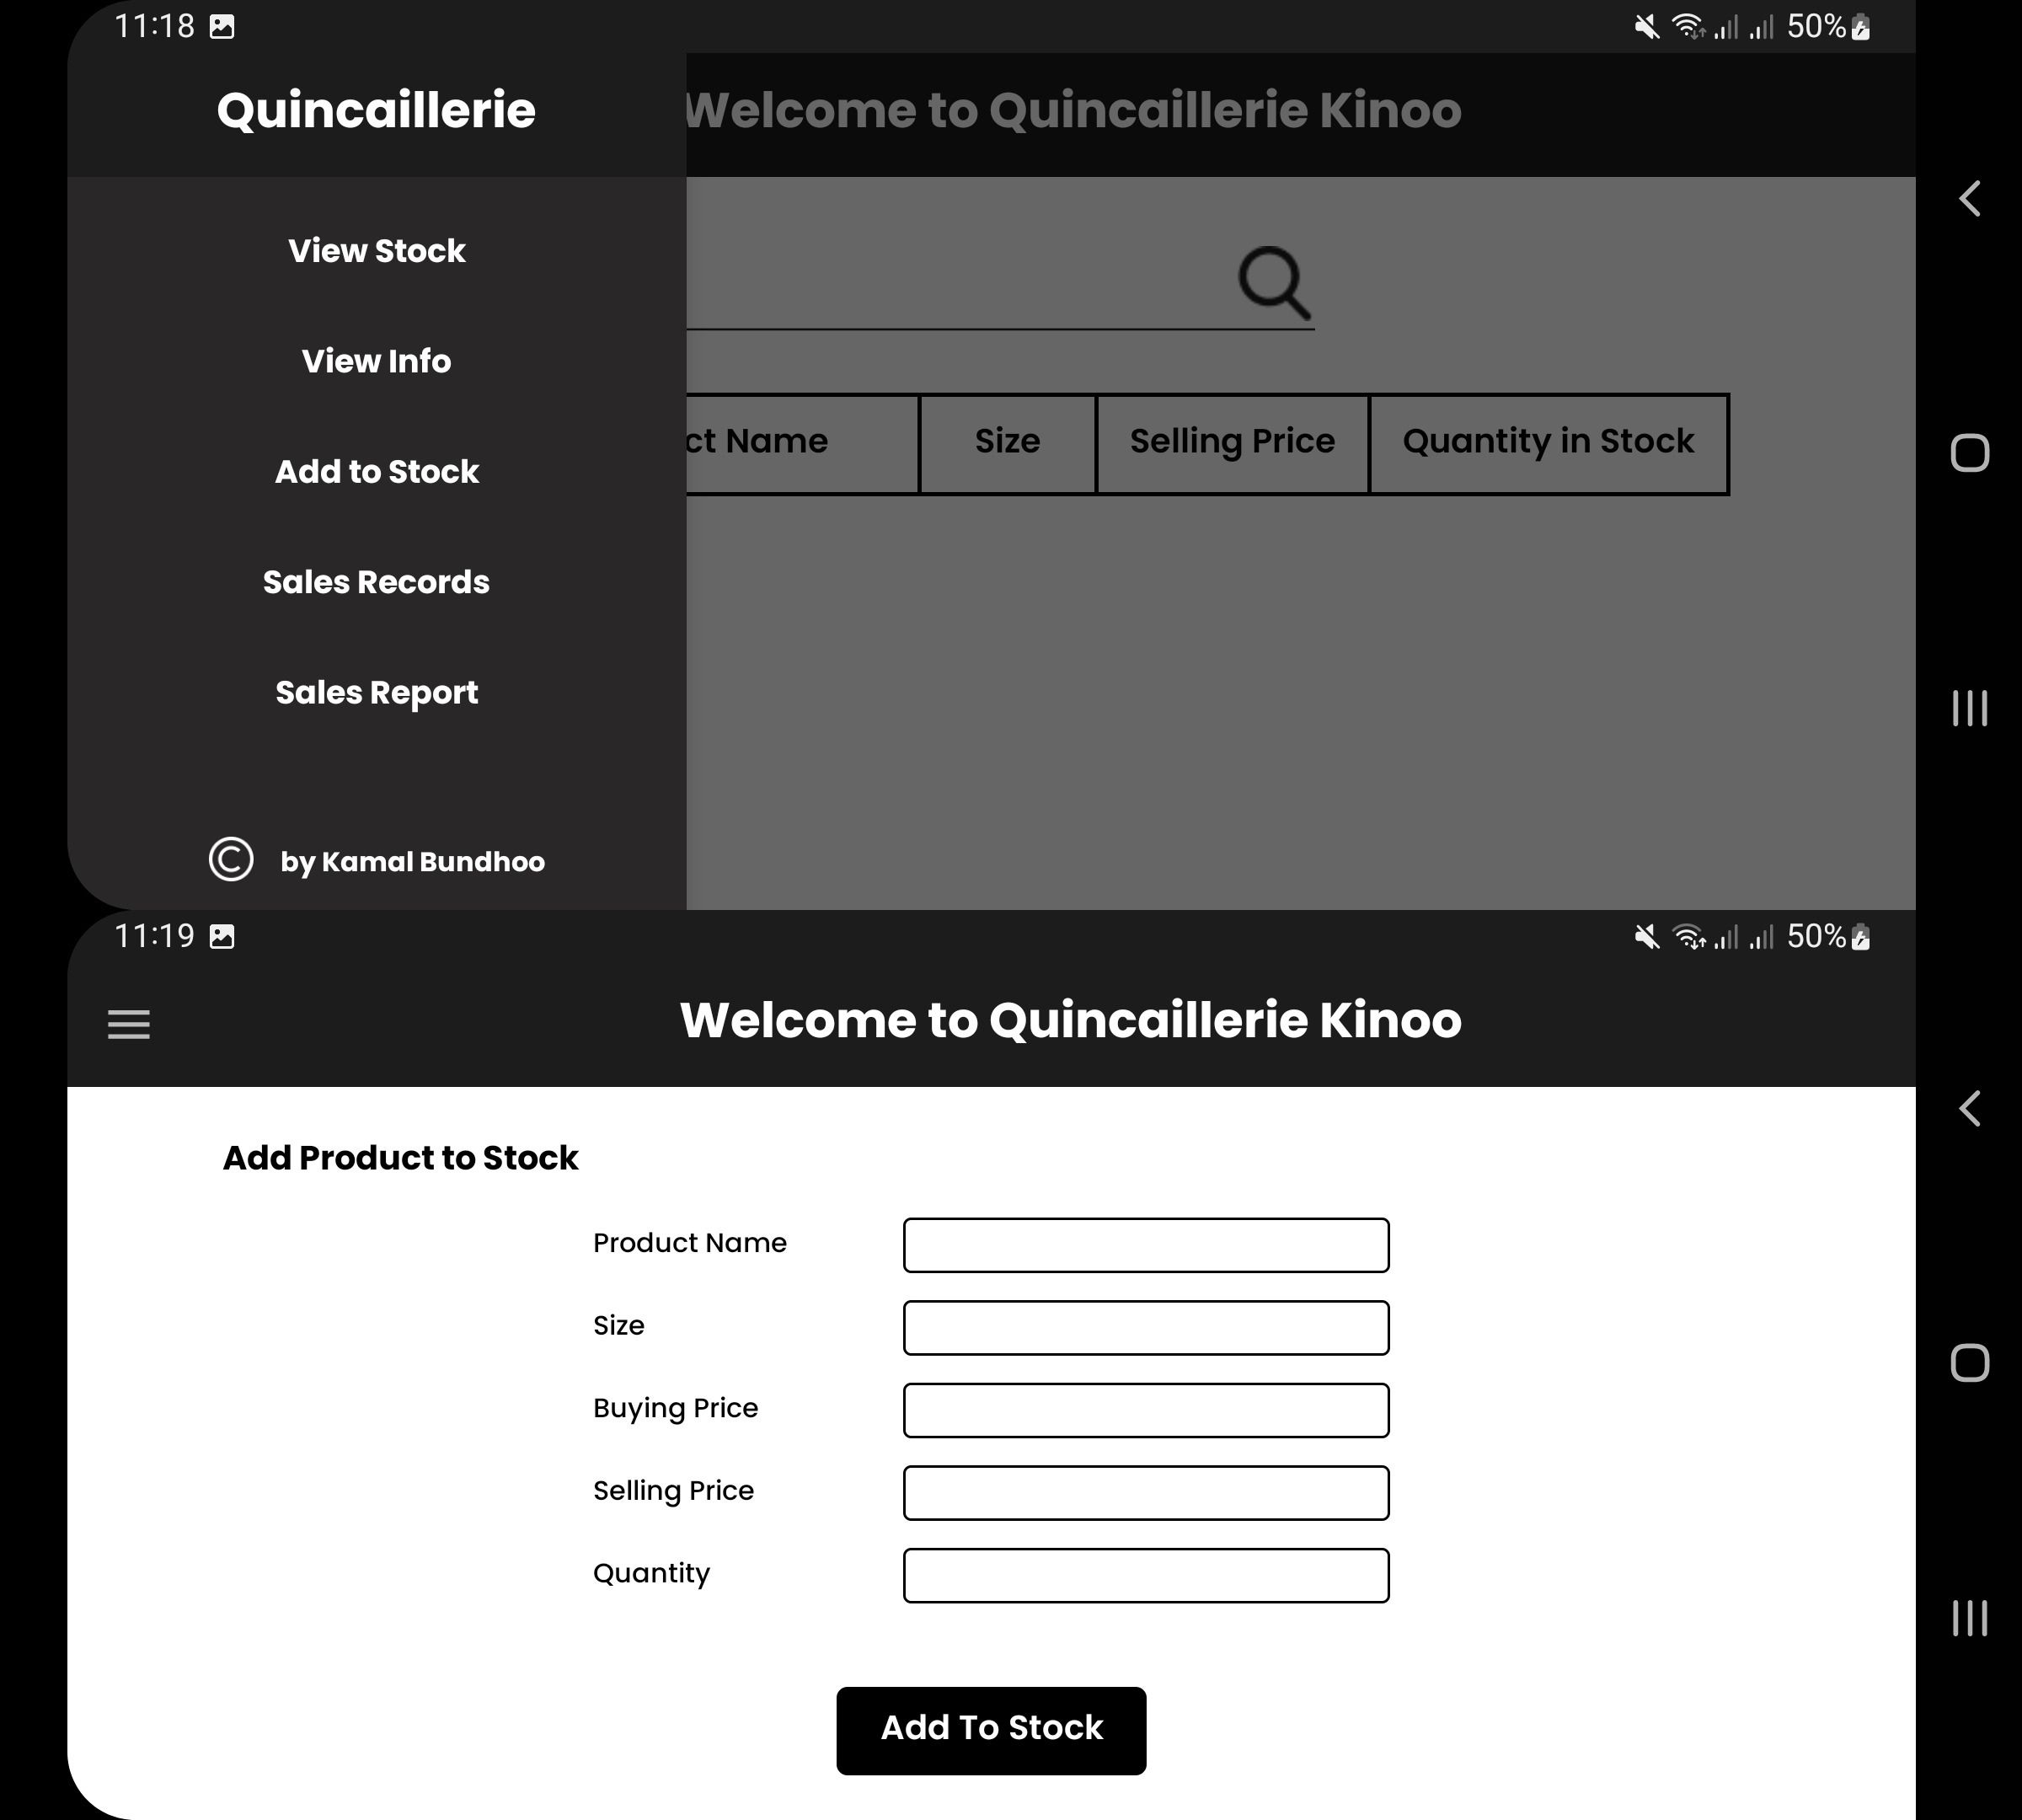 11:18
50%
Quincaillerie
Welcome to Quincaillerie Kinoo
View Stock
View Info
Add to Stock
Sales Records
Sales Report
© by Kamal Bundhoo
ct Name
Size
Selling Price
Quantity in Stock
11:19
50%
Welcome to Quincaillerie Kinoo
Add Product to Stock
Product Name
Size
Buying Price
Selling Price
Quantity
Add To Stock